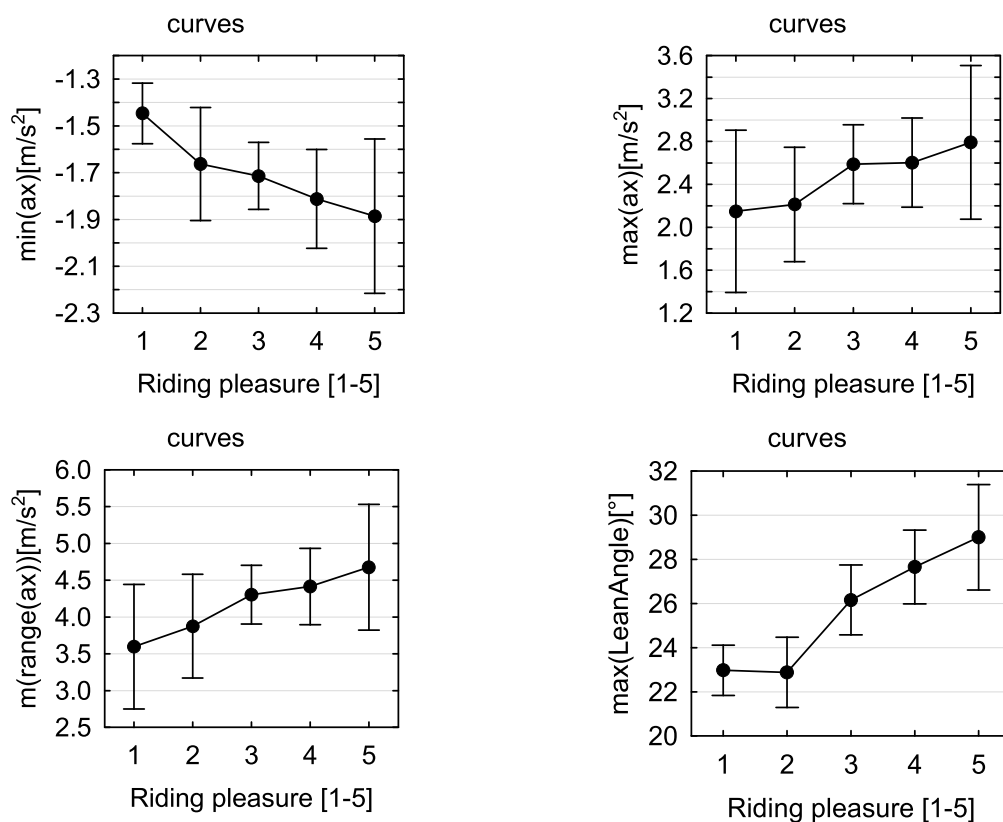 curves
min(ax)[m/s²]
-1.3
-1.5
-1.7
-1.9
-2.1
-2.3
1 2 3 4 5
Riding pleasure [1-5]
curves
max(ax)[m/s²]
3.6
3.2
2.8
2.4
2.0
1.6
1.2
1 2 3 4 5
Riding pleasure [1-5]
curves
m(range(ax))[m/s²]
6.0
5.5
5.0
4.5
4.0
3.5
3.0
2.5
1 2 3 4 5
Riding pleasure [1-5]
curves
max(LeanAngle)[°]
32
30
28
26
23
22
20
1 2 3 4 5
Riding pleasure [1-5]